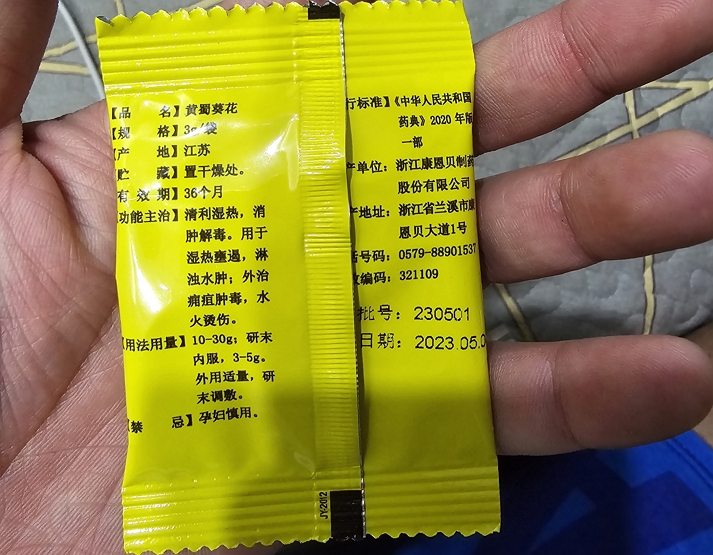 【品 名】黄蜀葵花
【规 格】3g/袋
【产 地】江苏
【贮 藏】置干燥处。
【有 效 期】36个月
【功能主治】清利湿热，消
肿解毒。用于
湿热壅遏，淋
浊水肿；外治
痈疽肿毒，水
火烫伤。
【用法用量】10-30g；研末
内服，3-5g。
外用适量，研
末调敷。
【禁 忌】孕妇慎用。
行标准】《中华人民共和国
药典》2020 年版
一部
产单位：浙江康恩贝制药
股份有限公司
产地址：浙江省兰溪市康
恩贝大道1号
话号码：0579-88901537
政编码：321109
批号：230501
日期：2023.05.0
JY-2012